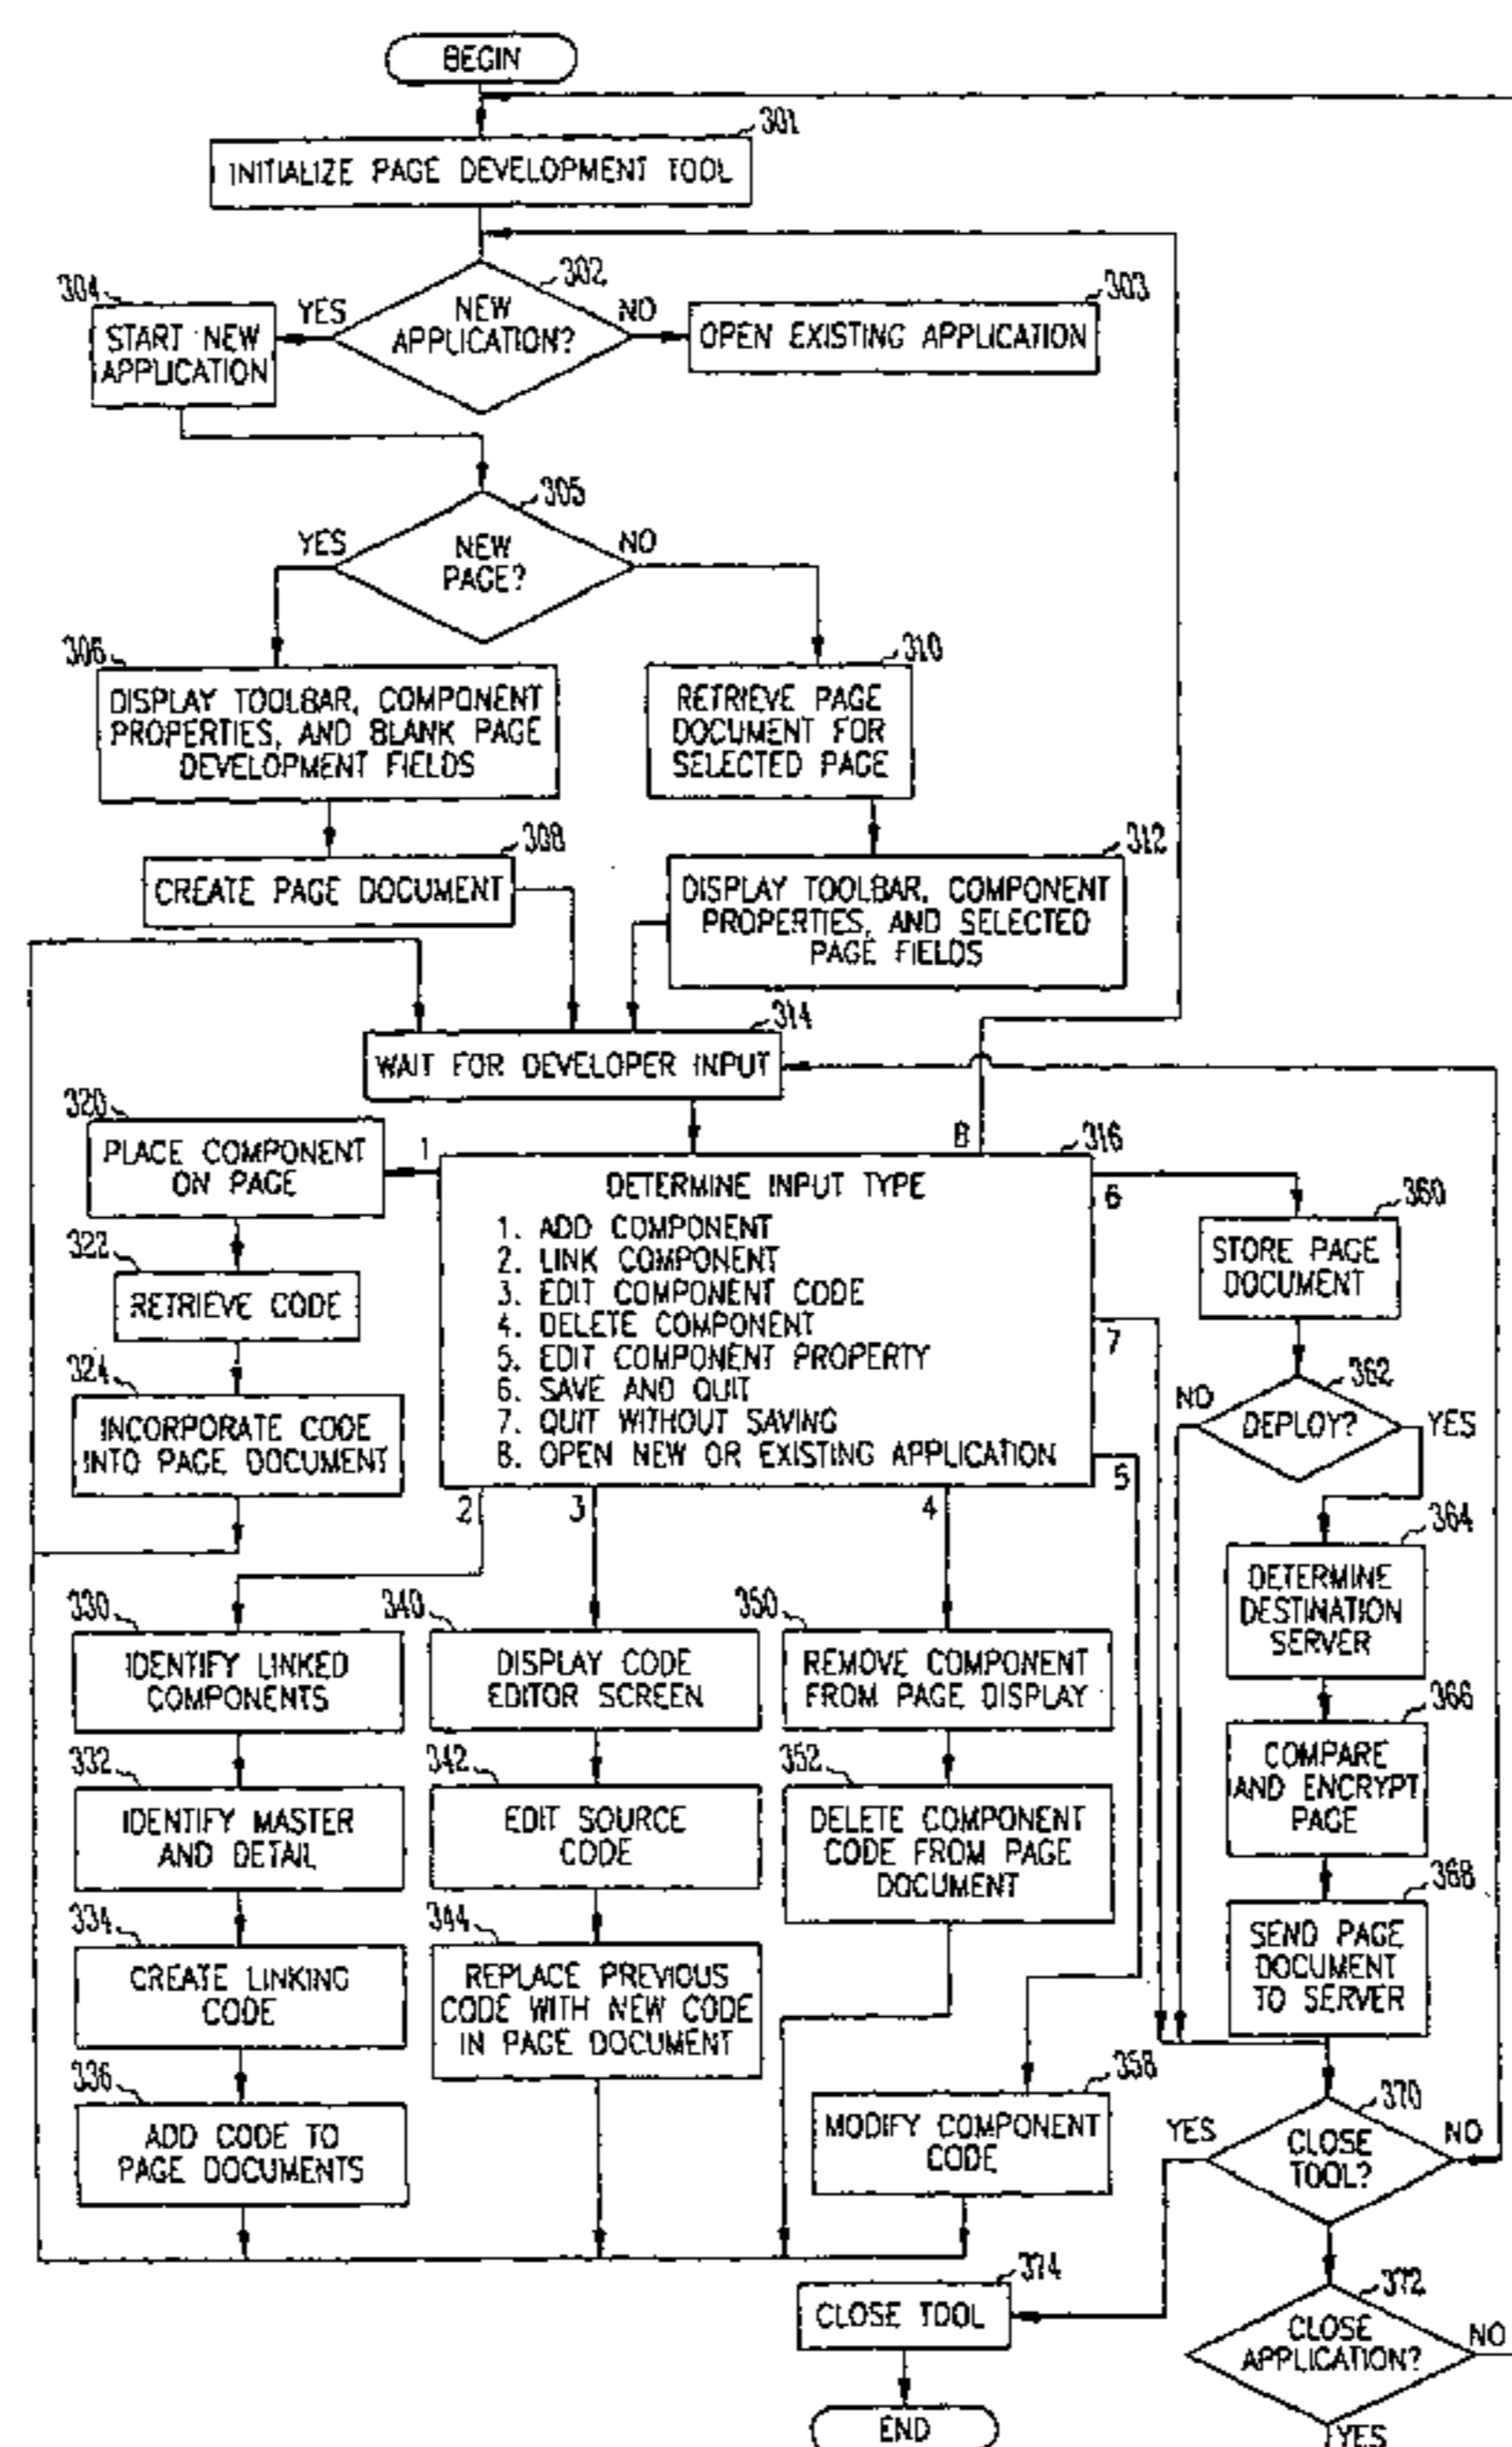 BEGIN
301
INITIALIZE PAGE DEVELOPMENT TOOL
302
303
304
YES
NEW
APPLICATION?
NO
START NEW
APPLICATION
OPEN EXISTING APPLICATION
305
YES
NEW
PAGE?
NO
306
DISPLAY TOOLBAR, COMPONENT
PROPERTIES, AND BLANK PAGE
DEVELOPMENT FIELDS
310
RETRIEVE PAGE
DOCUMENT FOR
SELECTED PAGE
308
CREATE PAGE DOCUMENT
312
DISPLAY TOOLBAR, COMPONENT
PROPERTIES, AND SELECTED
PAGE FIELDS
314
WAIT FOR DEVELOPER INPUT
320
PLACE COMPONENT
ON PAGE
1
8
316
DETERMINE INPUT TYPE
1. ADD COMPONENT
2. LINK COMPONENT
3. EDIT COMPONENT CODE
4. DELETE COMPONENT
5. EDIT COMPONENT PROPERTY
6. SAVE AND QUIT
7. QUIT WITHOUT SAVING
8. OPEN NEW OR EXISTING APPLICATION
6
7
5
2
3
4
322
RETRIEVE CODE
324
INCORPORATE CODE
INTO PAGE DOCUMENT
360
STORE PAGE
DOCUMENT
362
NO
DEPLOY?
YES
364
DETERMINE
DESTINATION
SERVER
366
COMPARE
AND ENCRYPT
PAGE
368
SEND PAGE
DOCUMENT
TO SERVER
330
IDENTIFY LINKED
COMPONENTS
332
IDENTIFY MASTER
AND DETAIL
334
CREATE LINKING
CODE
336
ADD CODE TO
PAGE DOCUMENTS
340
DISPLAY CODE
EDITOR SCREEN
342
EDIT SOURCE
CODE
344
REPLACE PREVIOUS
CODE WITH NEW CODE
IN PAGE DOCUMENT
350
REMOVE COMPONENT
FROM PAGE DISPLAY
352
DELETE COMPONENT
CODE FROM PAGE
DOCUMENT
358
MODIFY COMPONENT
CODE
370
YES
CLOSE
TOOL?
NO
374
CLOSE TOOL
372
CLOSE
APPLICATION?
NO
END
YES